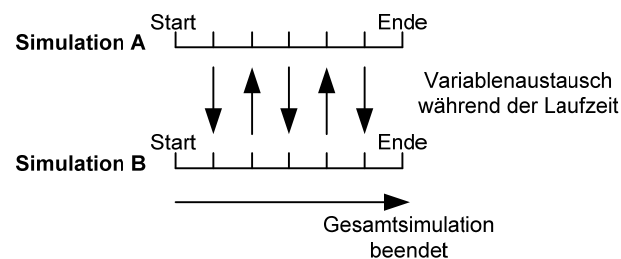 Start Ende
Simulation A
Variablenaustausch
während der Laufzeit
Start Ende
Simulation B
Gesamtsimulation
beendet